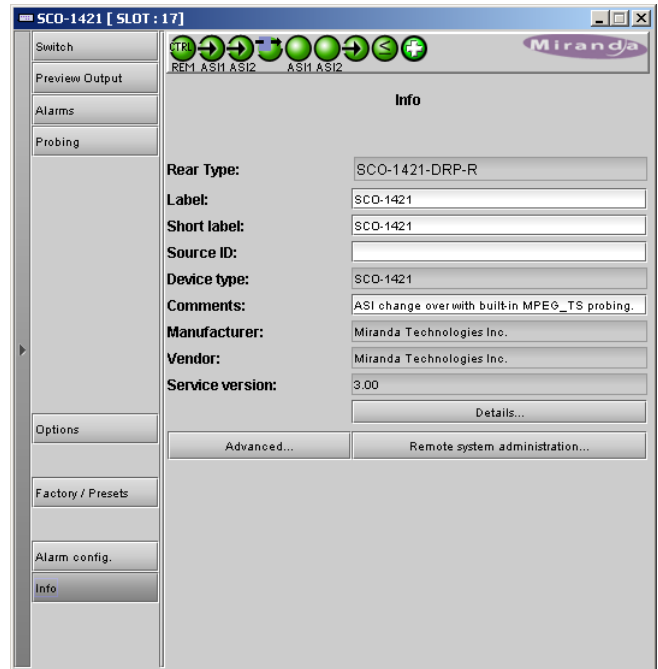 SCO-1421 [ SLOT : 17]
Switch
Preview Output
Alarms
Probing
Options
Factory / Presets
Alarm config.
Info
CTRL
REM ASI1 ASI2 ASI1 ASI2
Miranda
Info
Rear Type: SCO-1421-DRP-R
Label: SCO-1421
Short label: SCO-1421
Source ID:
Device type: SCO-1421
Comments: ASI change over with built-in MPEG_TS probing.
Manufacturer: Miranda Technologies Inc.
Vendor: Miranda Technologies Inc.
Service version: 3.00
Details...
Advanced... Remote system administration...